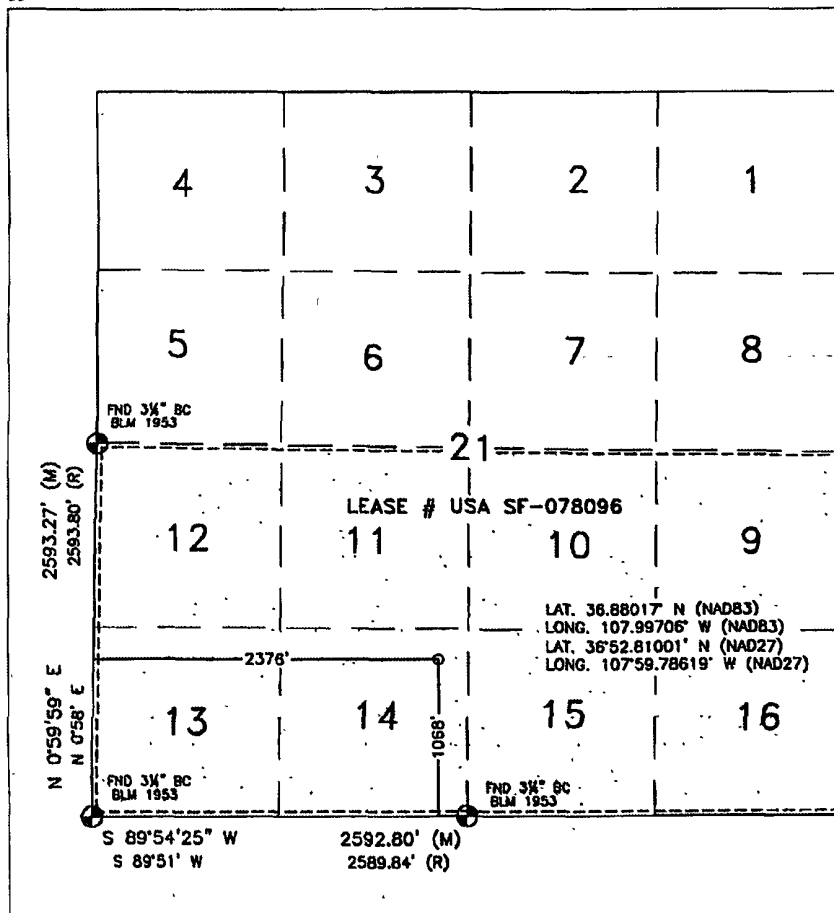 4 3 2 1
5 6 7 8
FND 3¼" BC
BLM 1953
21
2593.27' (M)
2593.80' (R)
LEASE # USA SF-078096
12 11 10 9
LAT. 36.88017° N (NAD83)
LONG. 107.99706° W (NAD83)
LAT. 36°52.81001' N (NAD27)
LONG. 107°59.78619' W (NAD27)
2376'
N 0°59'59" E
N 0°58' E
13 14 15 16
1068'
FND 3¼" BC
BLM 1953
FND 3¼" BC
BLM 1953
S 89°54'25" W 2592.80' (M)
S 89°51' W 2589.84' (R)